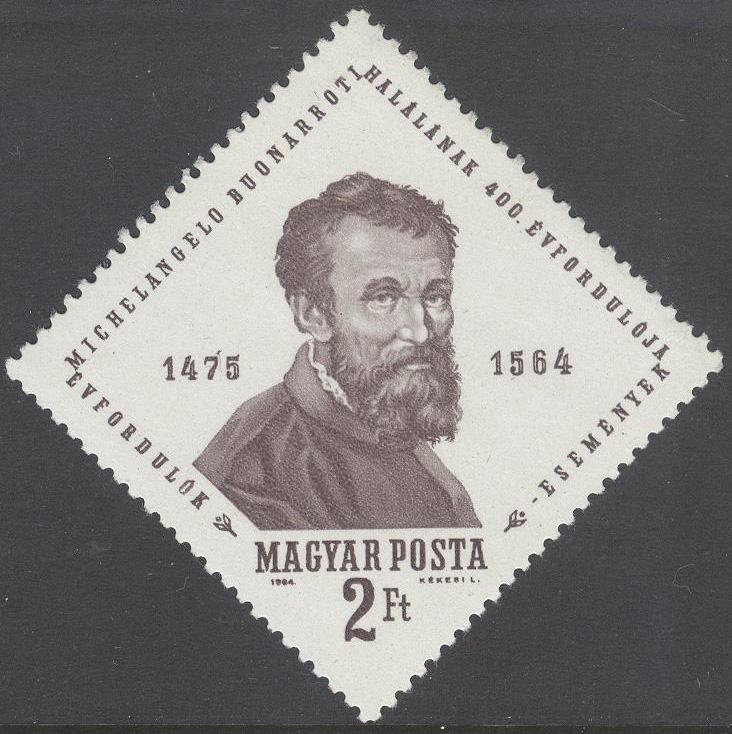 MICHELANGELO BUONARROTI
HALÁLÁNAK 400. ÉVFORDULÓJA
1475
1564
ÉVFORDULÓK
-ESEMÉNYEK
MAGYAR POSTA
1964.
KÉKESI L.
2 Ft